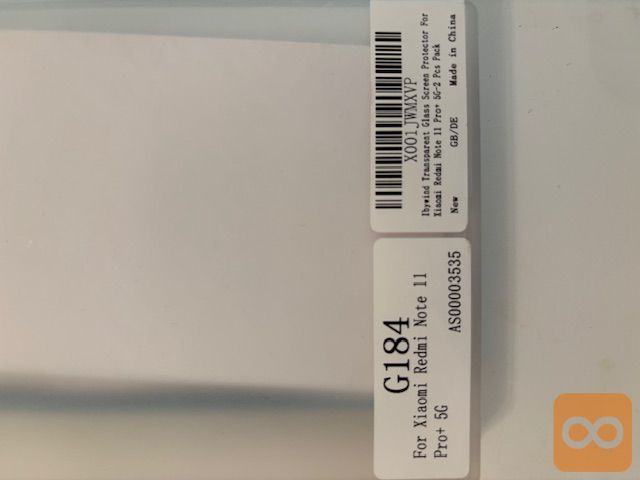 X001JWMXVP
Ibywind Transparent Glass Screen Protector For
Xiaomi Redmi Note 11 Pro+ 5G-2 Pcs Pack
New GB/DE Made in China
G184
For Xiaomi Redmi Note 11
Pro+ 5G
AS00003535